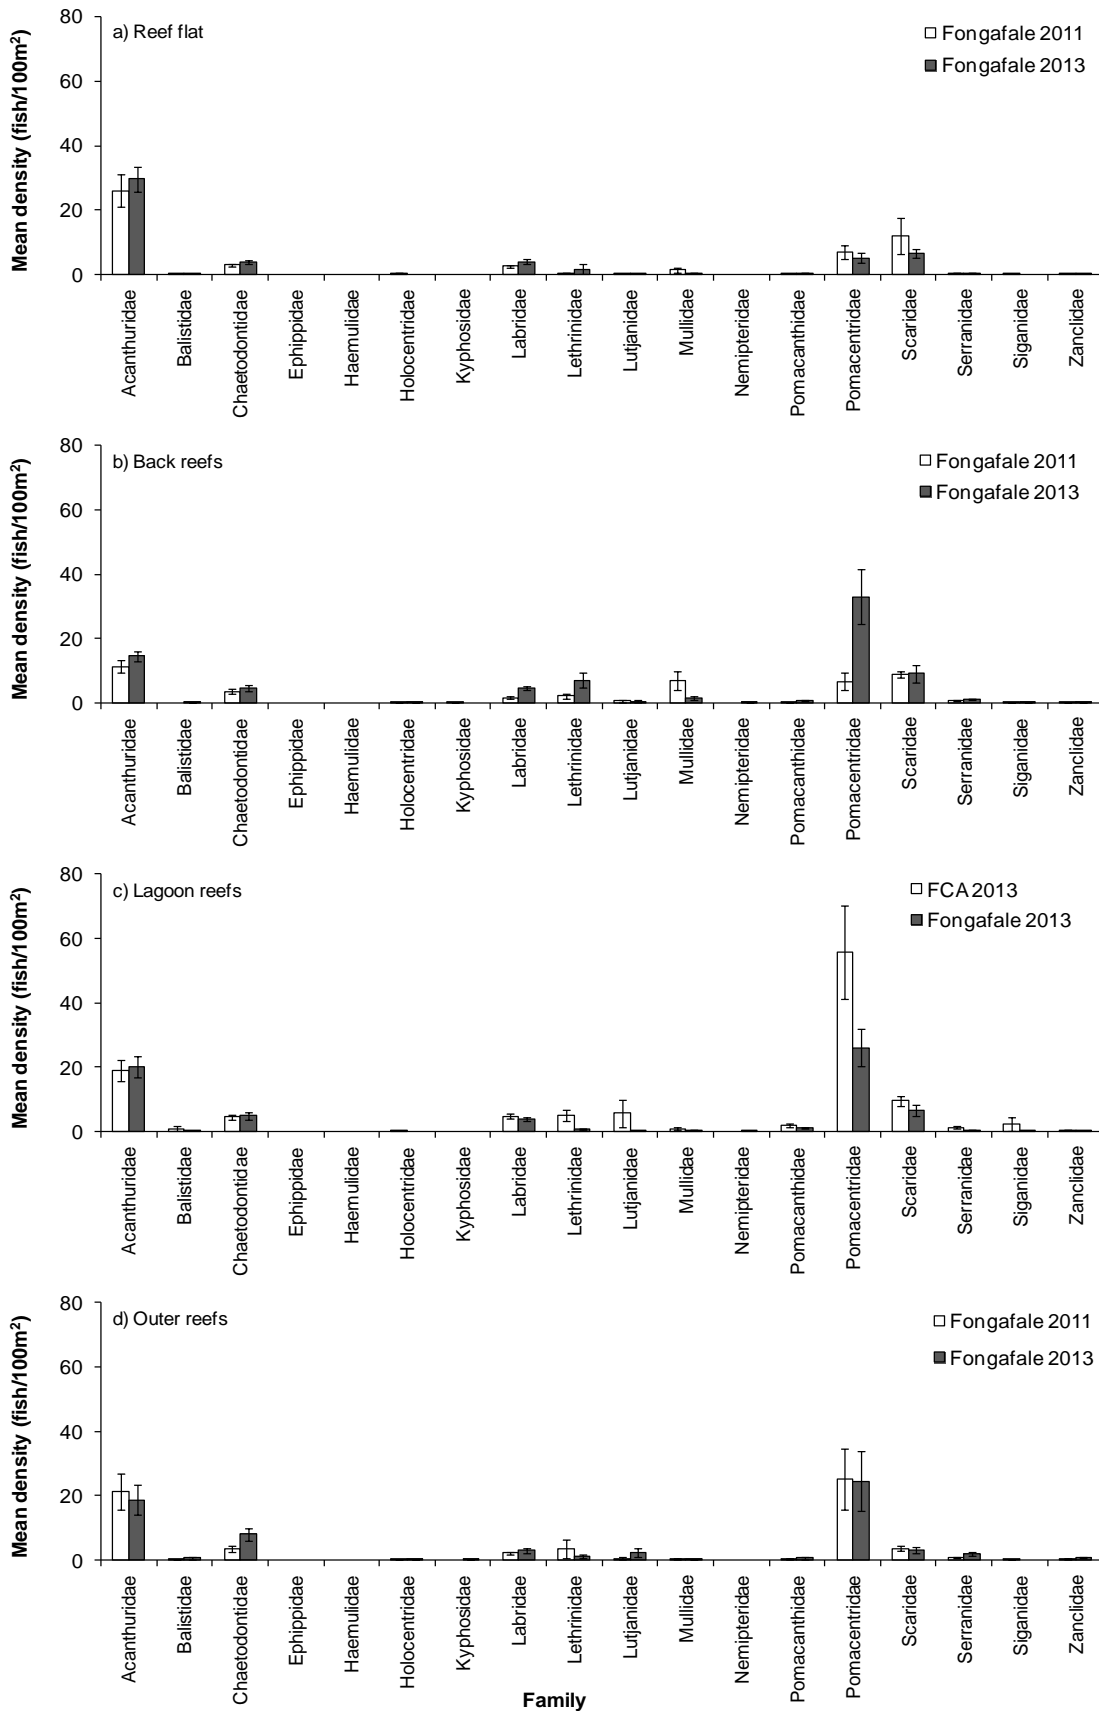 a) Reef flat
Fongafale 2011
Fongafale 2013
Mean density (fish/100m²)
80
60
40
20
0
Acanthuridae
Balistidae
Chaetodontidae
Ephippidae
Haemulidae
Holocentridae
Kyphosidae
Labridae
Lethrinidae
Lutjanidae
Mullidae
Nemipteridae
Pomacanthidae
Pomacentridae
Scaridae
Serranidae
Siganidae
Zanclidae
b) Back reefs
Fongafale 2011
Fongafale 2013
Mean density (fish/100m²)
80
60
40
20
0
Acanthuridae
Balistidae
Chaetodontidae
Ephippidae
Haemulidae
Holocentridae
Kyphosidae
Labridae
Lethrinidae
Lutjanidae
Mullidae
Nemipteridae
Pomacanthidae
Pomacentridae
Scaridae
Serranidae
Siganidae
Zanclidae
c) Lagoon reefs
FCA 2013
Fongafale 2013
Mean density (fish/100m²)
80
60
40
20
0
Acanthuridae
Balistidae
Chaetodontidae
Ephippidae
Haemulidae
Holocentridae
Kyphosidae
Labridae
Lethrinidae
Lutjanidae
Mullidae
Nemipteridae
Pomacanthidae
Pomacentridae
Scaridae
Serranidae
Siganidae
Zanclidae
d) Outer reefs
Fongafale 2011
Fongafale 2013
Mean density (fish/100m²)
80
60
40
20
0
Acanthuridae
Balistidae
Chaetodontidae
Ephippidae
Haemulidae
Holocentridae
Kyphosidae
Labridae
Lethrinidae
Lutjanidae
Mullidae
Nemipteridae
Pomacanthidae
Pomacentridae
Scaridae
Serranidae
Siganidae
Zanclidae
Family